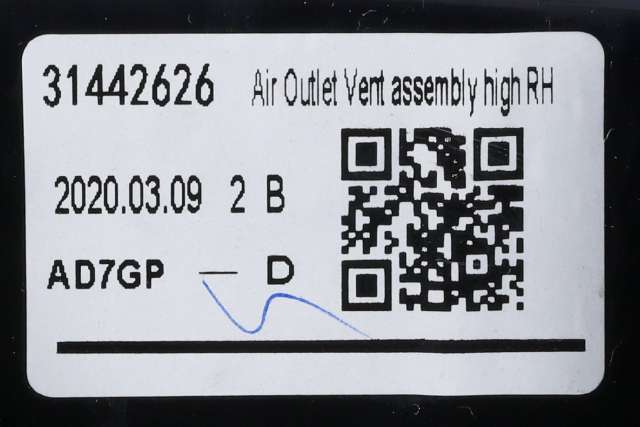 31442626 Air Outlet Vent assembly high RH
2020.03.09 2 B
AD7GP — D